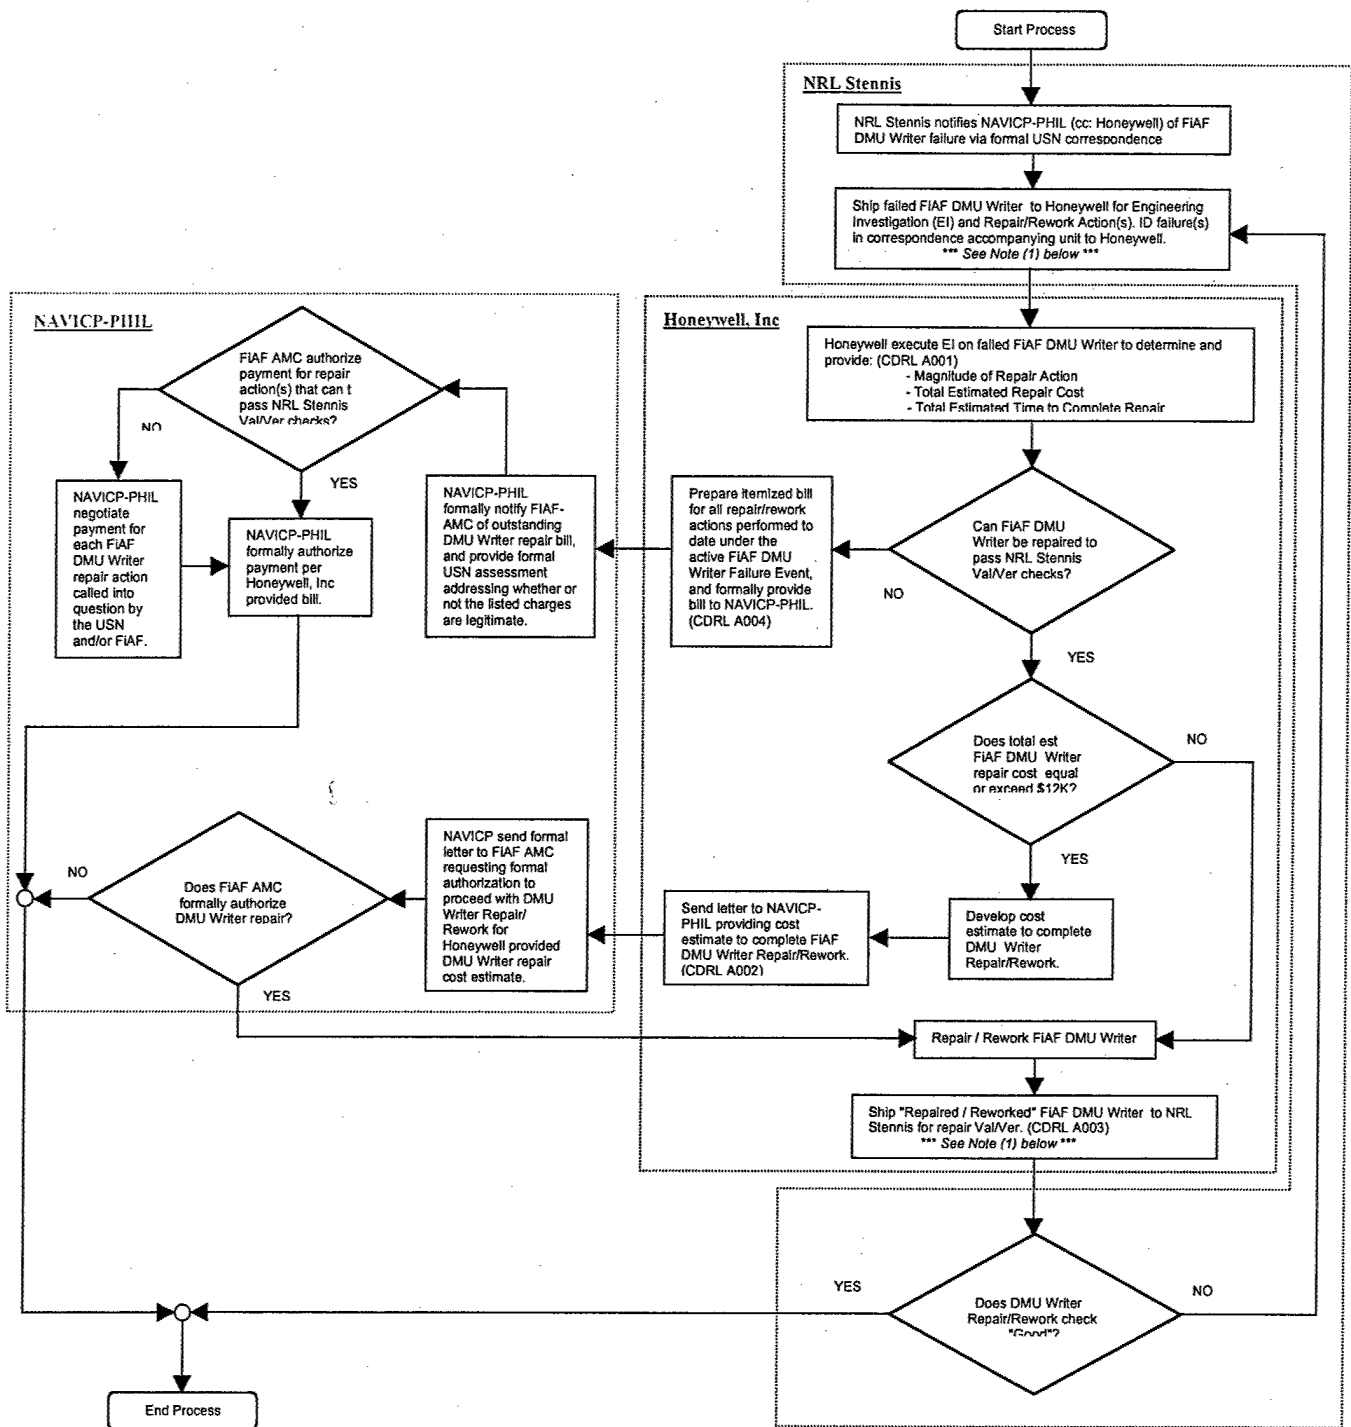 Start Process
NRL Stennis
NRL Stennis notifies NAVICP-PHIL (cc: Honeywell) of FiAF
DMU Writer failure via formal USN correspondence
Ship failed FiAF DMU Writer to Honeywell for Engineering
Investigation (EI) and Repair/Rework Action(s). ID failure(s)
in correspondence accompanying unit to Honeywell.
*** See Note (1) below ***
Honeywell, Inc
Honeywell execute EI on failed FiAF DMU Writer to determine and
provide: (CDRL A001)
- Magnitude of Repair Action
- Total Estimated Repair Cost
- Total Estimated Time to Complete Repair
Can FiAF DMU
Writer be repaired to
pass NRL Stennis
Val/Ver checks?
NO
YES
Prepare itemized bill
for all repair/rework
actions performed to
date under the
active FiAF DMU
Writer Failure Event,
and formally provide
bill to NAVICP-PHIL.
(CDRL A004)
NAVICP-PHIL
NAVICP-PHIL
formally notify FiAF-
AMC of outstanding
DMU Writer repair bill,
and provide formal
USN assessment
addressing whether or
not the listed charges
are legitimate.
FiAF AMC authorize
payment for repair
action(s) that can t
pass NRL Stennis
Val/Ver checks?
NO
YES
NAVICP-PHIL
negotiate
payment for
each FiAF
DMU Writer
repair action
called into
question by
the USN
and/or FiAF.
NAVICP-PHIL
formally authorize
payment per
Honeywell, Inc
provided bill.
Does total est
FiAF DMU Writer
repair cost equal
or exceed $12K?
NO
YES
Develop cost
estimate to complete
DMU Writer
Repair/Rework.
Send letter to NAVICP-
PHIL providing cost
estimate to complete FiAF
DMU Writer Repair/Rework.
(CDRL A002)
NAVICP send formal
letter to FiAF AMC
requesting formal
authorization to
proceed with DMU
Writer Repair/
Rework for
Honeywell provided
DMU Writer repair
cost estimate.
Does FiAF AMC
formally authorize
DMU Writer repair?
NO
YES
Repair / Rework FiAF DMU Writer
Ship "Repaired / Reworked" FiAF DMU Writer to NRL
Stennis for repair Val/Ver. (CDRL A003)
*** See Note (1) below ***
Does DMU Writer
Repair/Rework check
"Good"?
YES
NO
End Process